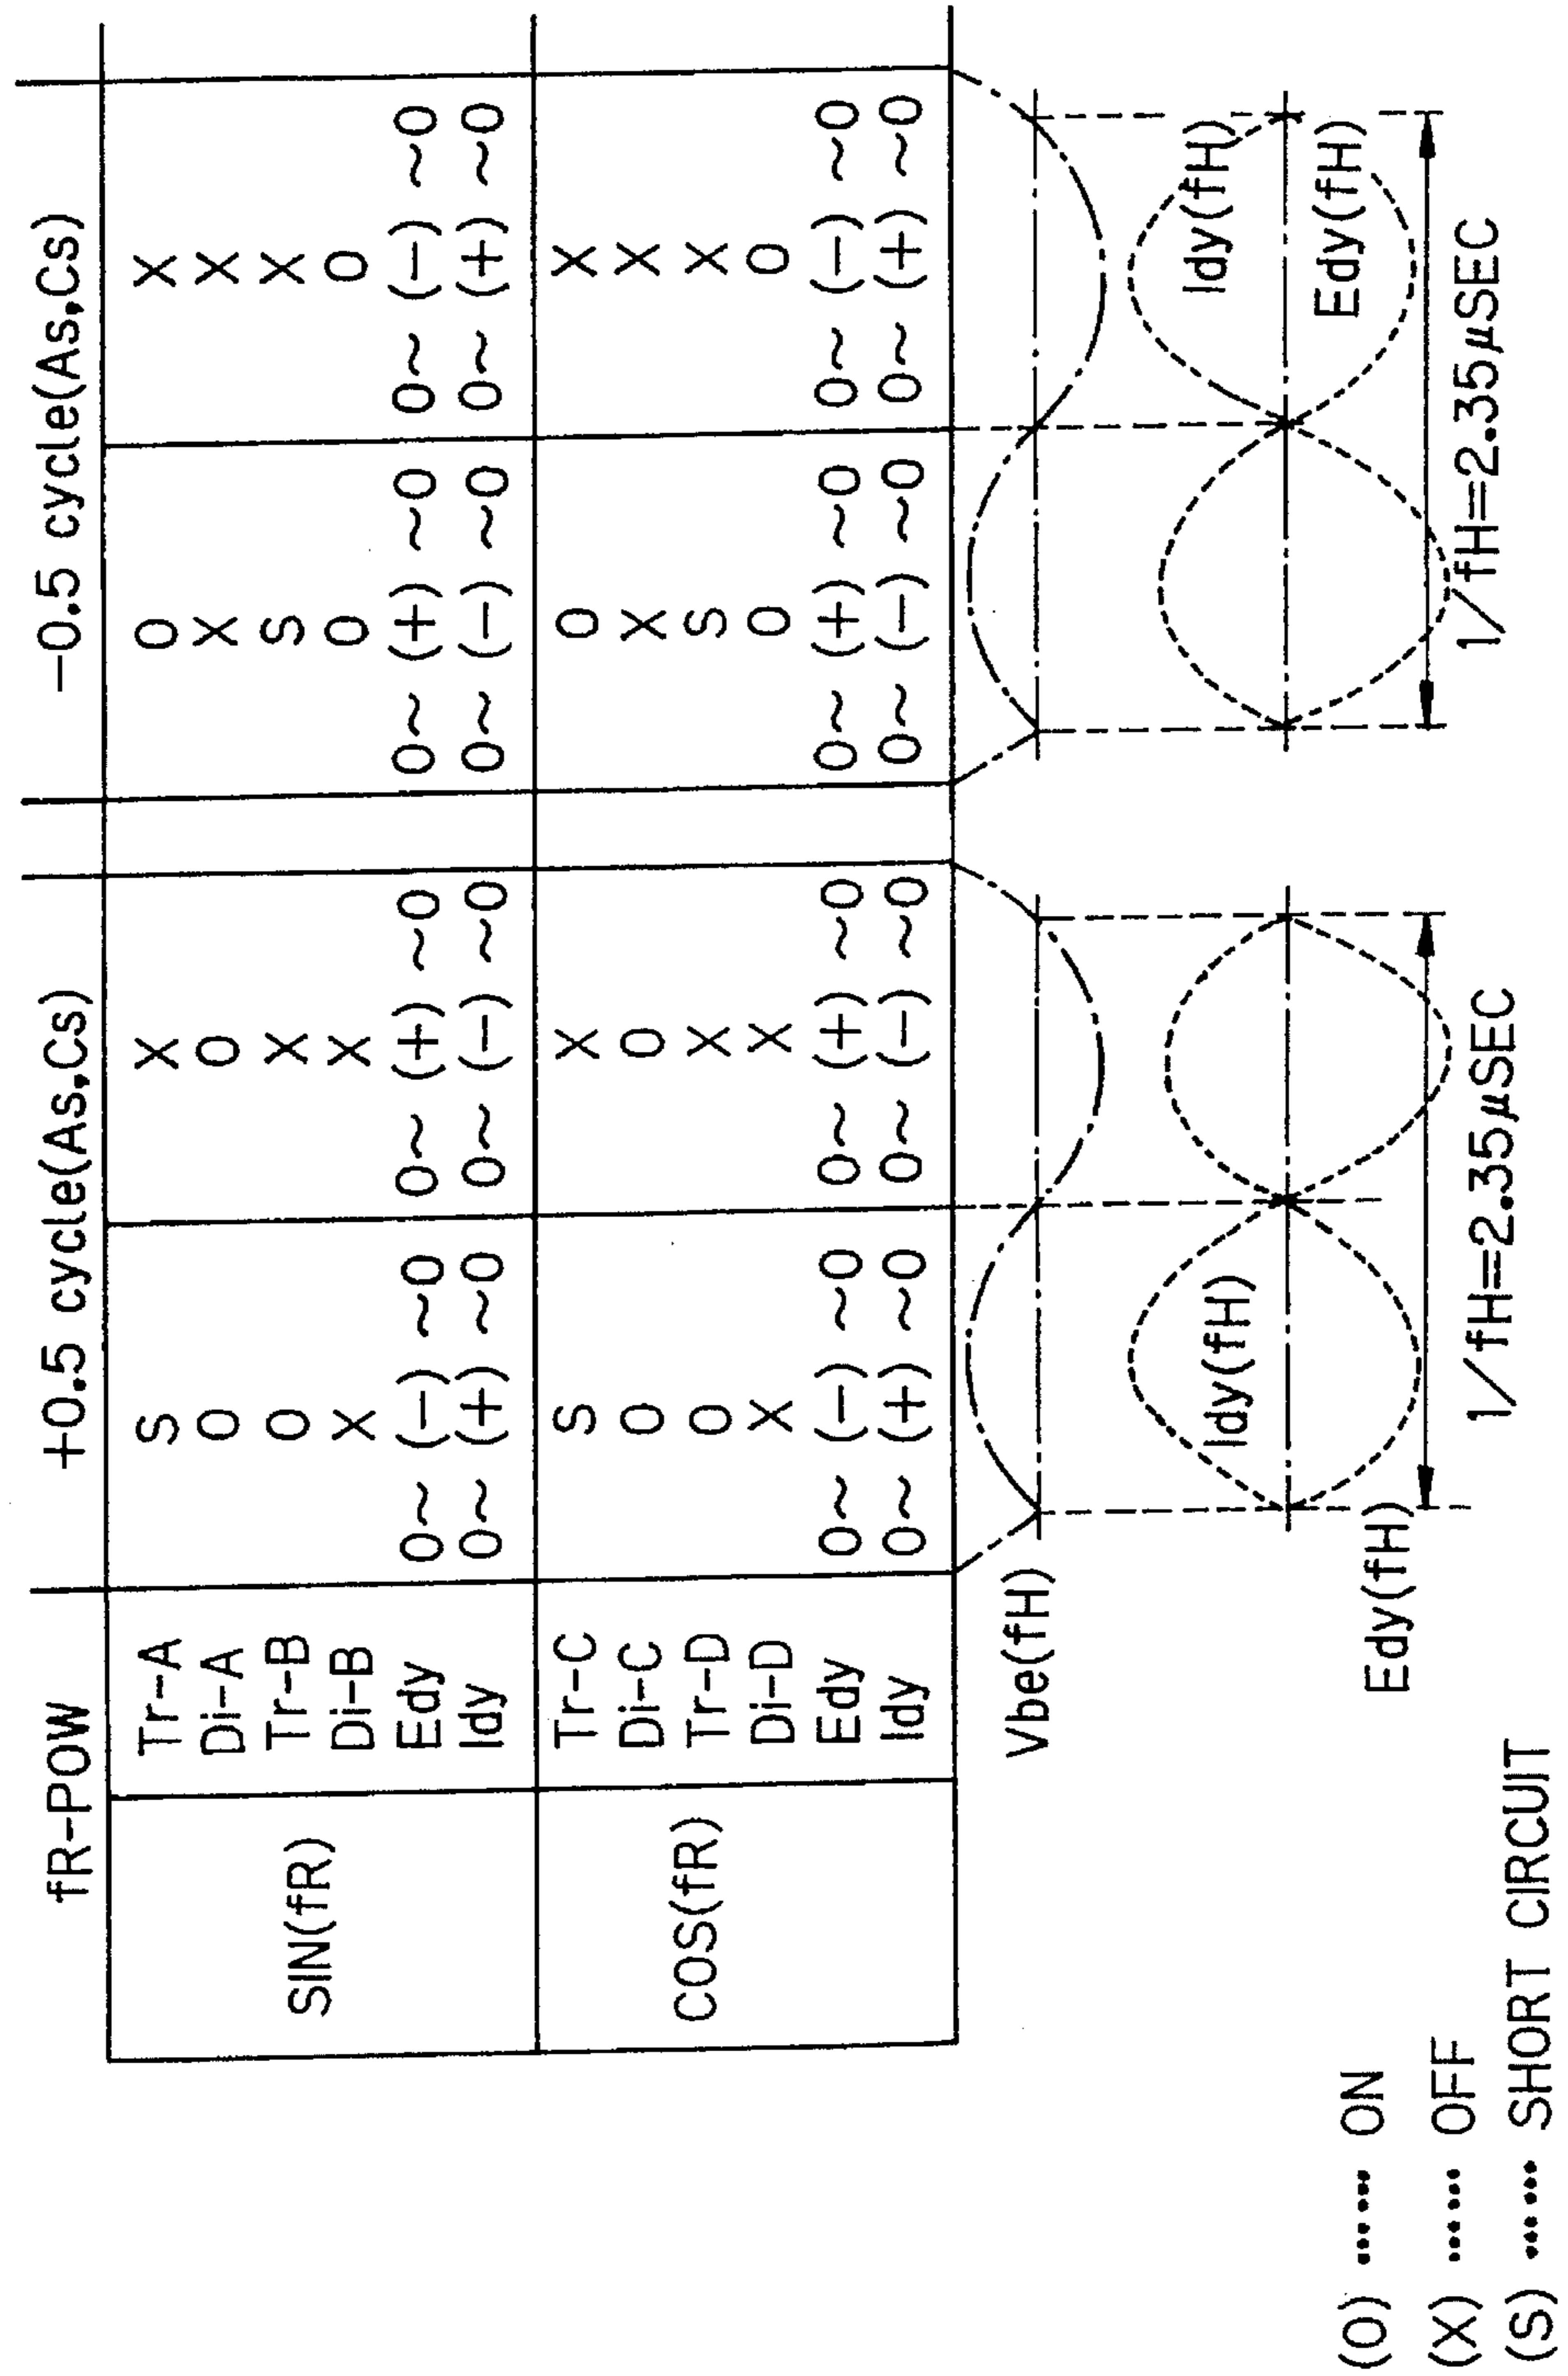 fR-POW +0.5 cycle(As,Cs) -0.5 cycle(As,Cs)
SIN(fR)
Tr-A S X O X
Di-A O O X X
Tr-B O X S X
Di-B X X O O
Edy 0~ ~ (-) ~ ~0 0~ ~ (+) ~ ~0 0~ ~ (+) ~ ~0 0~ ~ (-) ~ ~0
Idy 0~ ~ (+) ~ ~0 0~ ~ (-) ~ ~0 0~ ~ (-) ~ ~0 0~ ~ (+) ~ ~0
COS(fR)
Tr-C S X O X
Di-C O O X X
Tr-D O X S X
Di-D X X O O
Edy 0~ ~ (-) ~ ~0 0~ ~ (+) ~ ~0 0~ ~ (+) ~ ~0 0~ ~ (-) ~ ~0
Idy 0~ ~ (+) ~ ~0 0~ ~ (-) ~ ~0 0~ ~ (-) ~ ~0 0~ ~ (+) ~ ~0
Vbe(fH)
Idy(fH) Idy(fH)
Edy(fH) Edy(fH)
1/fH=2.35μSEC 1/fH=2.35μSEC
(O) ...... ON
(X) ...... OFF
(S) ...... SHORT CIRCUIT